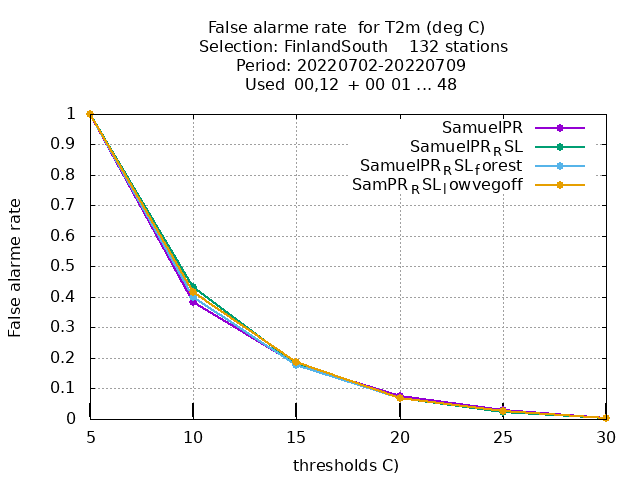 False alarme rate  for T2m (deg C)
Selection: FinlandSouth    132 stations
Period: 20220702-20220709
Used  00,12  + 00 01 ... 48
1
0.9
0.8
0.7
0.6
0.5
0.4
0.3
0.2
0.1
0
False alarme rate
SamuelPR
SamuelPR_RSL
SamuelPR_RSL_forest
SamPR_RSL_lowvegoff
5 10 15 20 25 30
thresholds C)